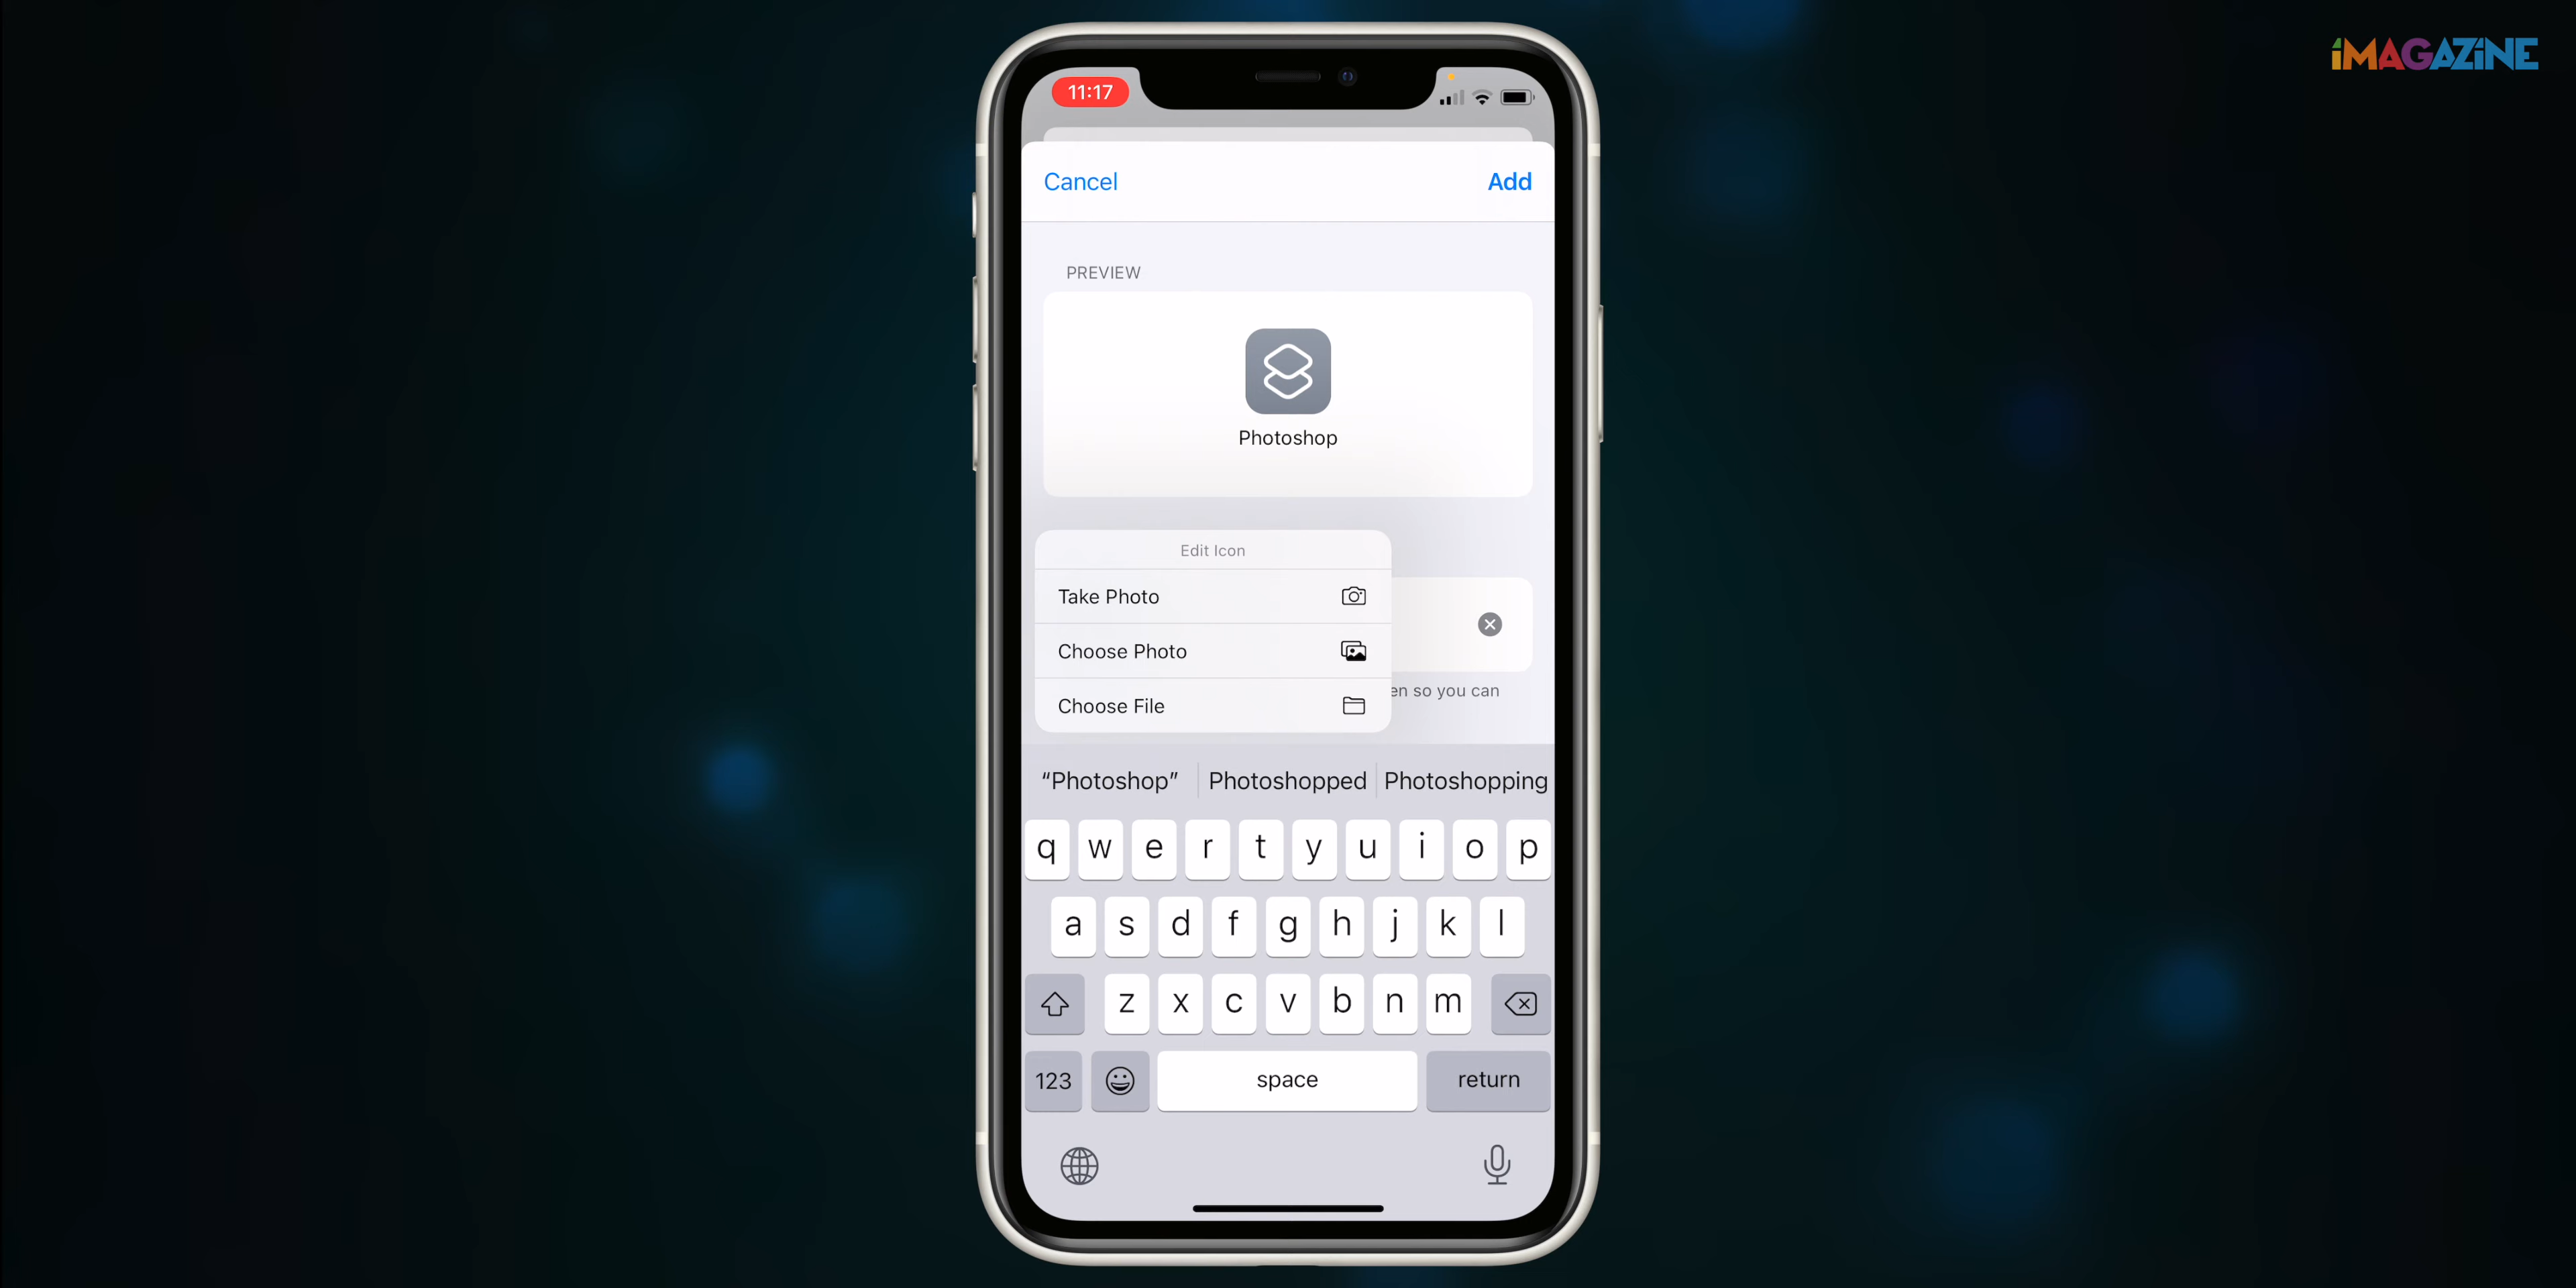 iMAGAZINE
11:17
Cancel
Add
PREVIEW
Photoshop
Edit Icon
Take Photo
Choose Photo
Choose File
en so you can
“Photoshop” Photoshopped Photoshopping
q w e r t y u i o p
a s d f g h j k l
z x c v b n m
123 space return